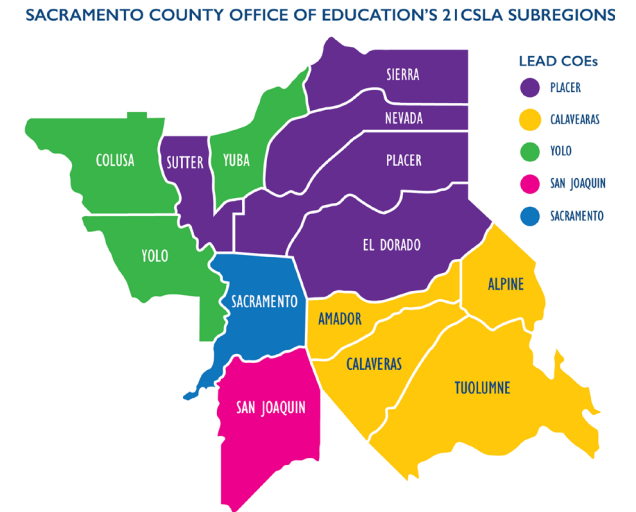 SACRAMENTO COUNTY OFFICE OF EDUCATION'S 21CSLA SUBREGIONS
LEAD COEs
PLACER
CALAVEARAS
YOLO
SAN JOAQUIN
SACRAMENTO
SIERRA
NEVADA
COLUSA
SUTTER
YUBA
PLACER
EL DORADO
YOLO
ALPINE
SACRAMENTO
AMADOR
CALAVERAS
TUOLUMNE
SAN JOAQUIN